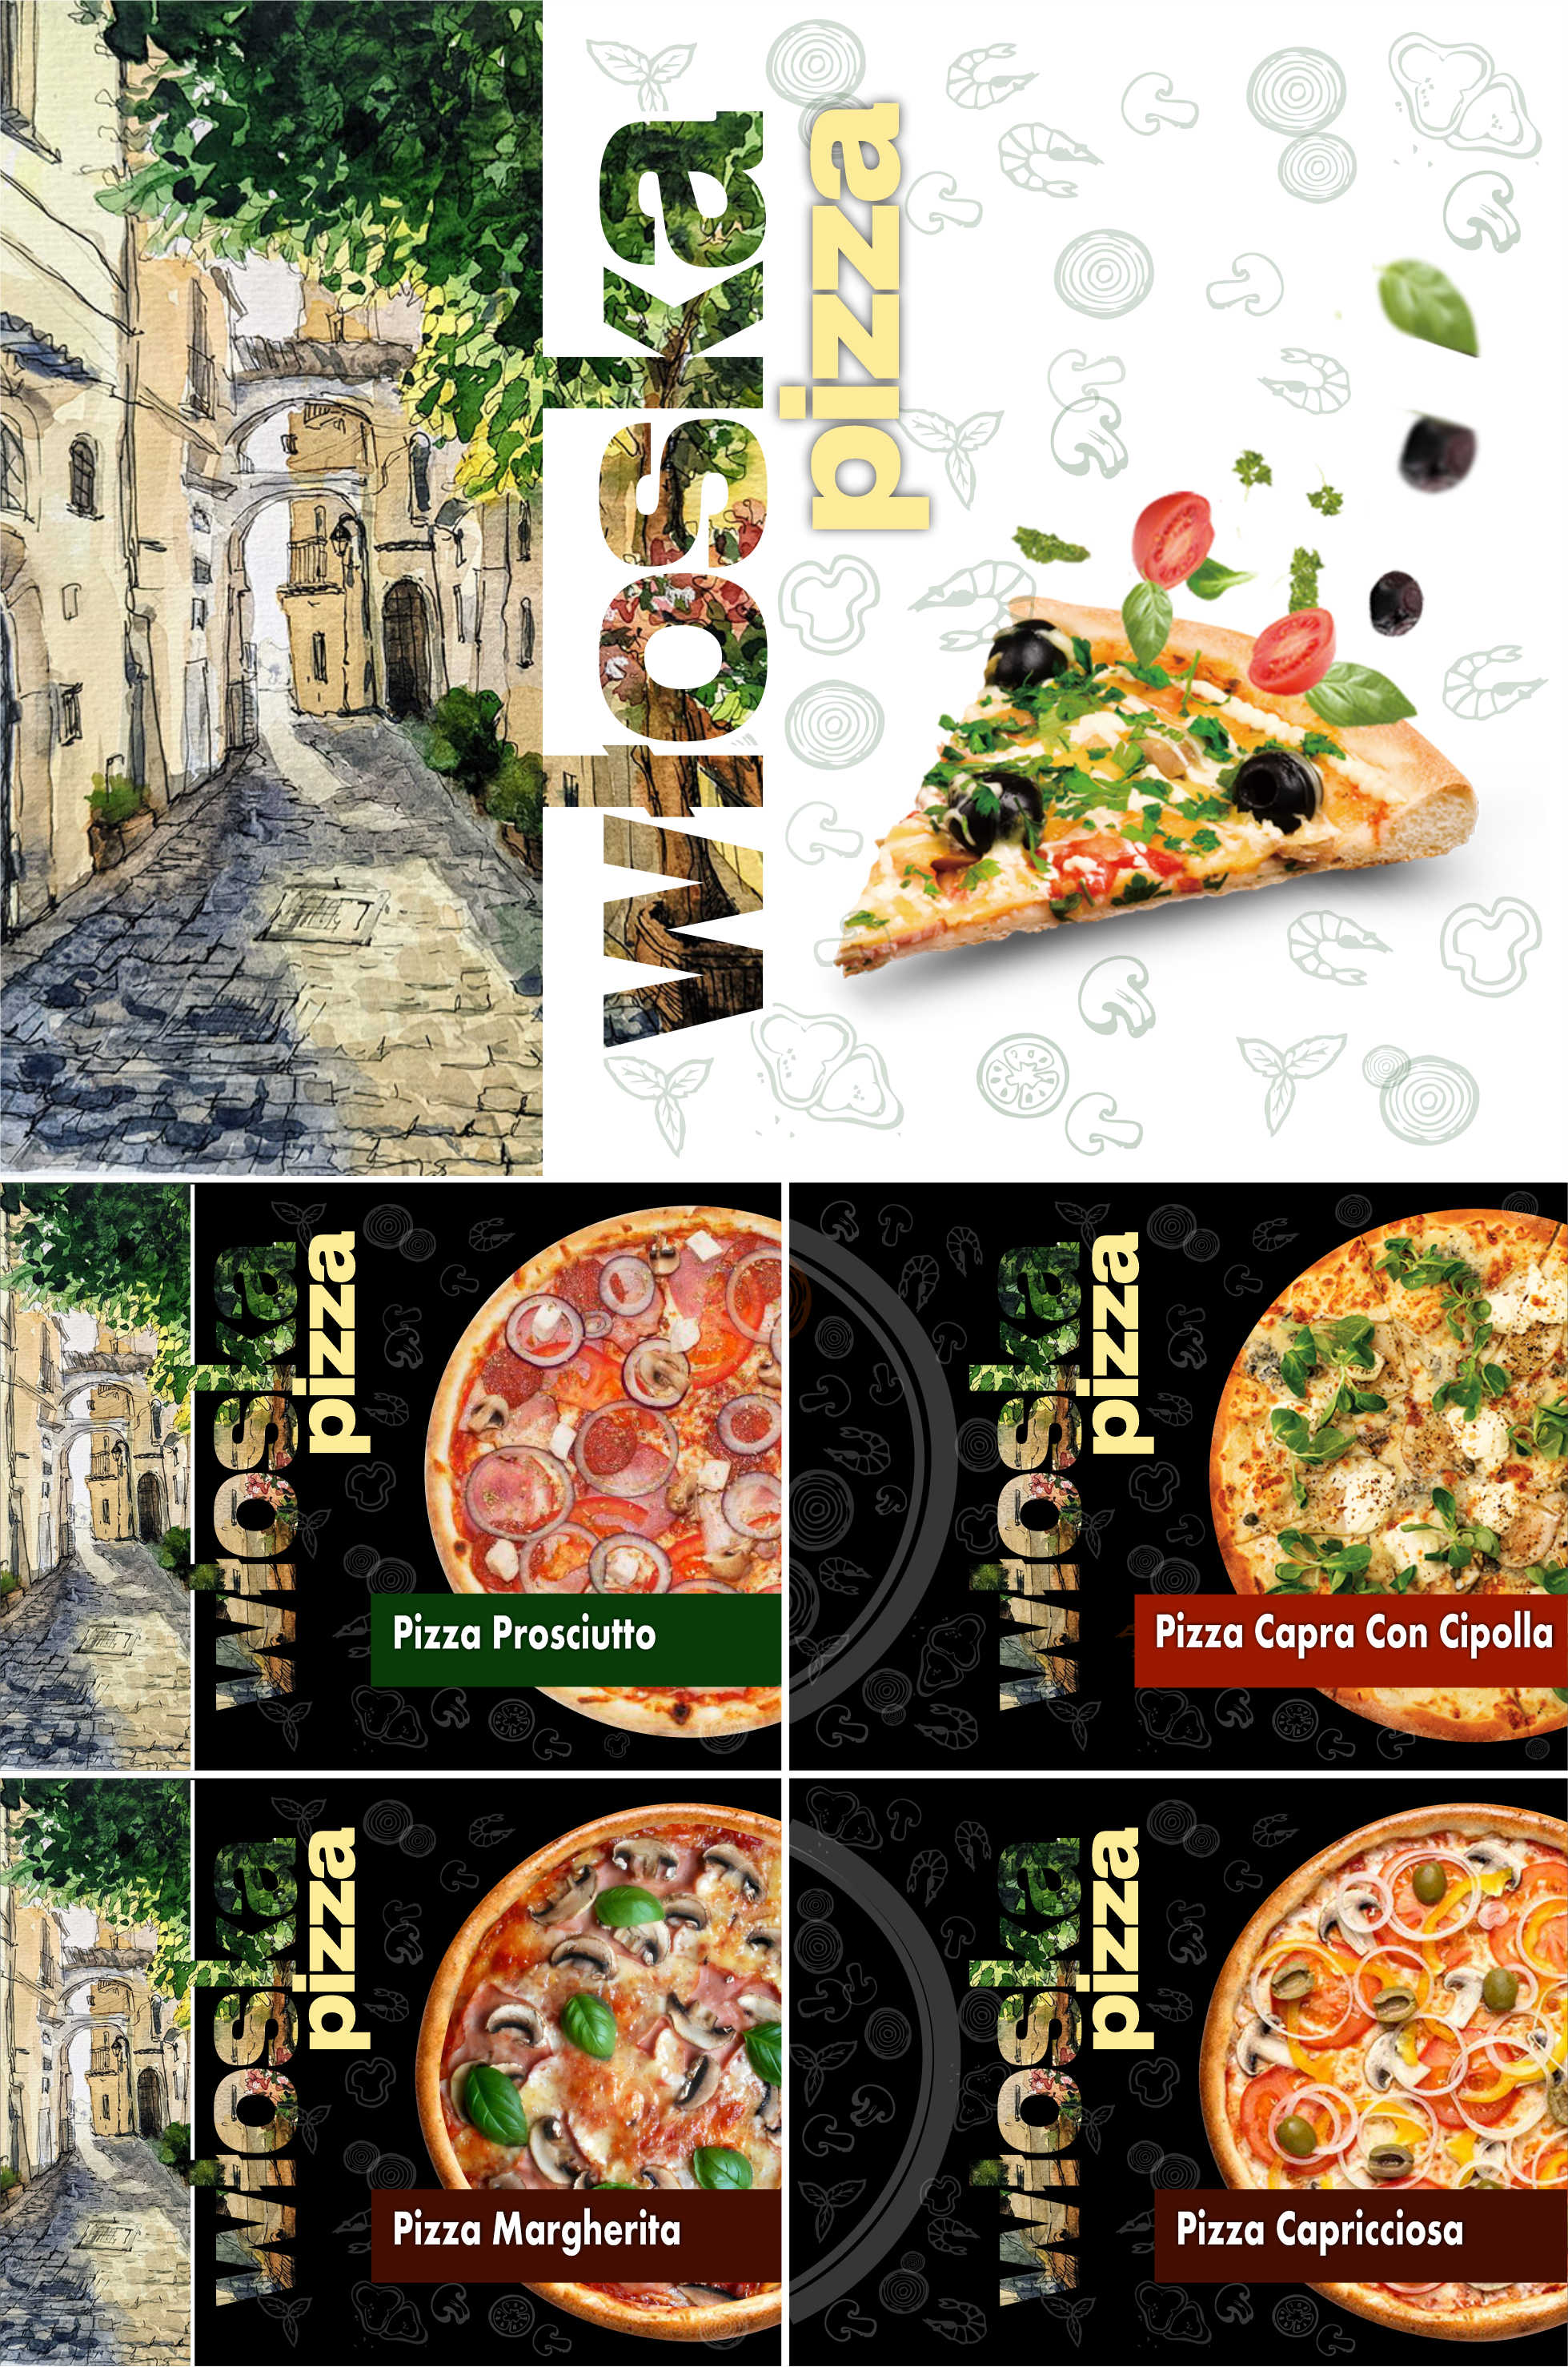 włoska
pizza
włoska
pizza
Pizza Prosciutto
włoska
pizza
Pizza Capra Con Cipolla
włoska
pizza
Pizza Margherita
włoska
pizza
Pizza Capricciosa